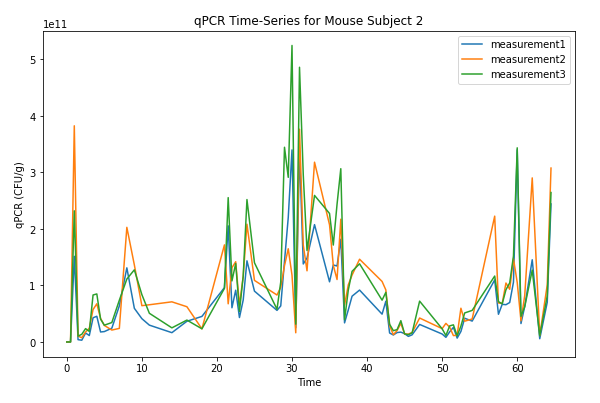 qPCR Time-Series for Mouse Subject 2
1e11
measurement1
measurement2
measurement3
5
4
3
2
1
0
qPCR (CFU/g)
0 10 20 30 40 50 60
Time